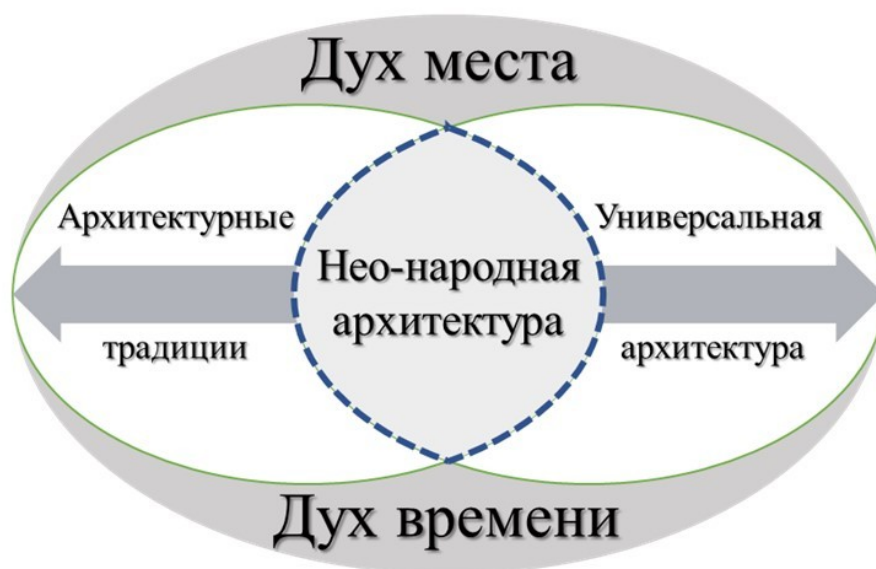 Дух места
Архитектурные
традиции
Нео-народная
архитектура
Универсальная
архитектура
Дух времени